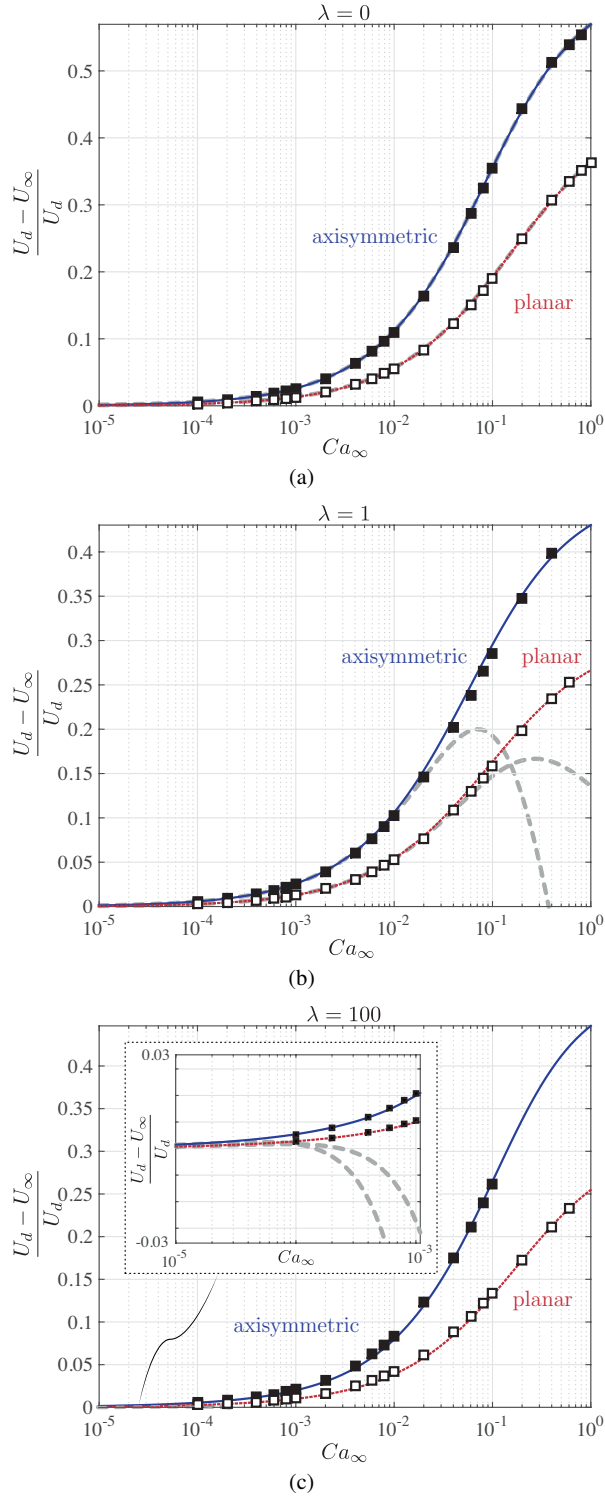 λ = 0
0.5
0.4
0.3
0.2
0.1
0
U_d − U_∞
U_d
axisymmetric
planar
10^-5 10^-4 10^-3 10^-2 10^-1 10^0
Ca_∞
(a)
λ = 1
0.4
0.35
0.3
0.25
0.2
0.15
0.1
0.05
0
U_d − U_∞
U_d
axisymmetric planar
10^-5 10^-4 10^-3 10^-2 10^-1 10^0
Ca_∞
(b)
λ = 100
0.4
0.35
0.3
0.25
0.2
0.15
0.1
0.05
0
U_d − U_∞
U_d
0.03
U_d − U_∞
U_d
-0.03
10^-5 Ca_∞ 10^-3
axisymmetric
planar
10^-5 10^-4 10^-3 10^-2 10^-1 10^0
Ca_∞
(c)